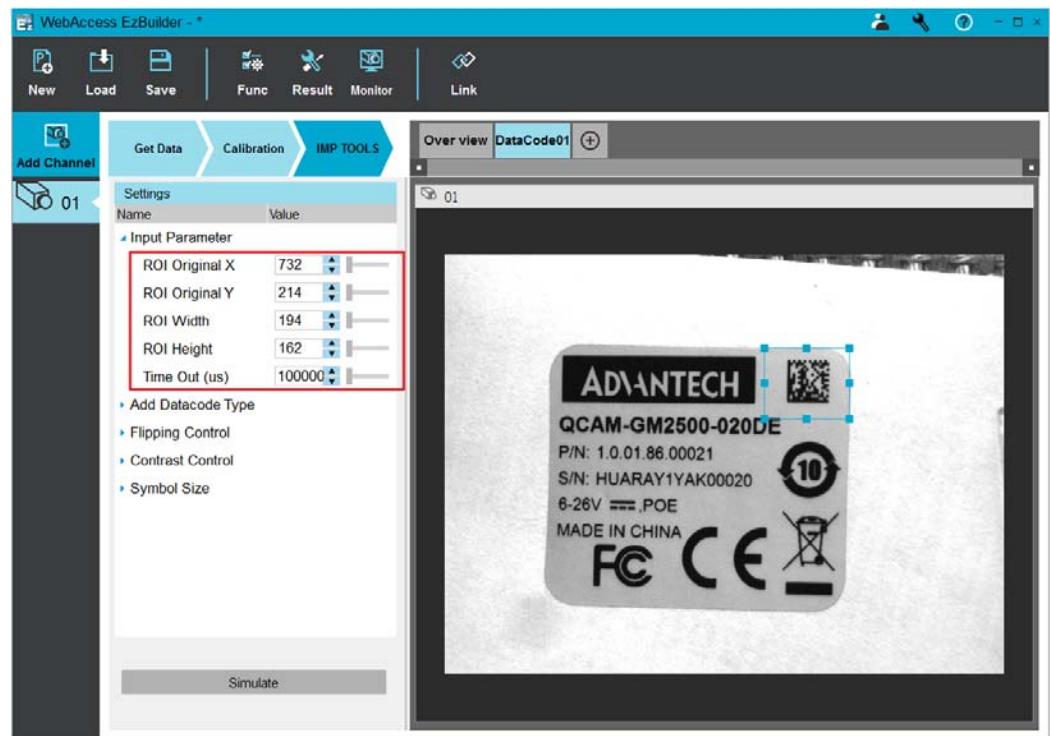 WebAccess EzBuilder - *
New Load Save Func Result Monitor Link
Add Channel
01
Get Data Calibration IMP TOOLS
Settings
Name Value
Input Parameter
ROI Original X 732
ROI Original Y 214
ROI Width 194
ROI Height 162
Time Out (us) 100000
Add Datacode Type
Flipping Control
Contrast Control
Symbol Size
Simulate
Over view DataCode01
01
ADVANTECH
QCAM-GM2500-020DE
P/N: 1.0.01.86.00021
S/N: HUARAY1YAK00020
10
6-26V ,POE
MADE IN CHINA
FC CE